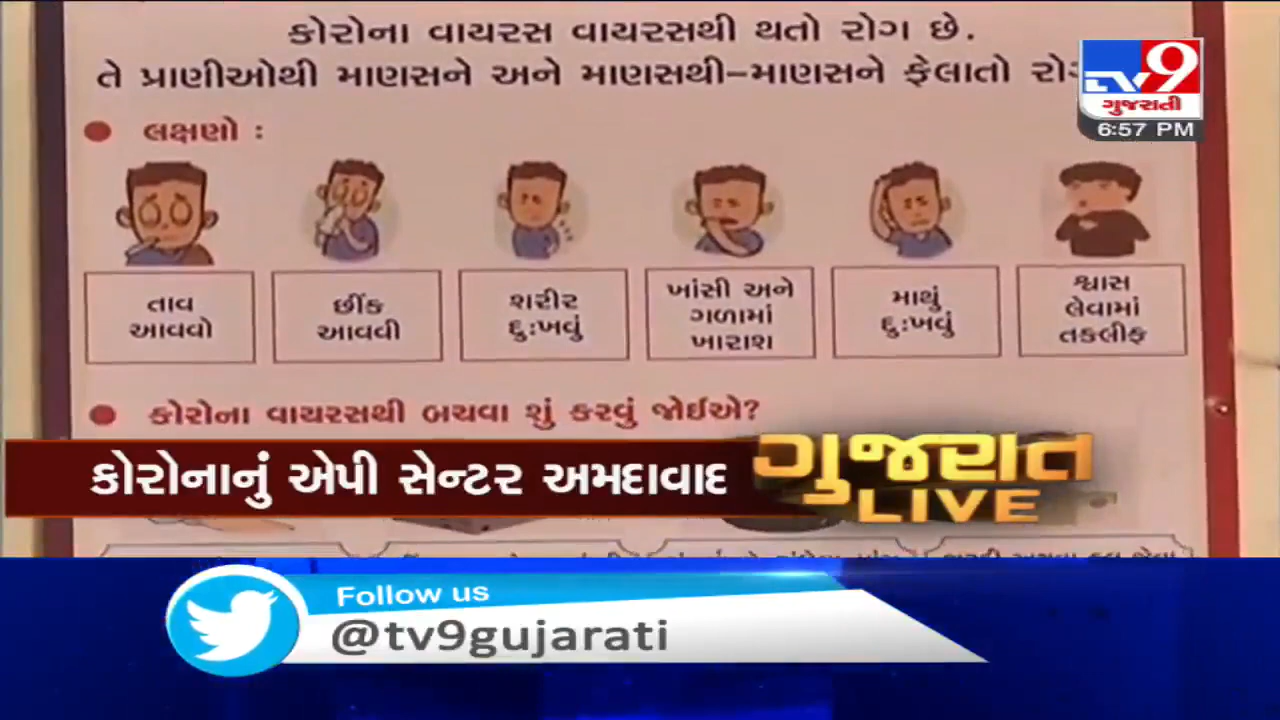 કોરોના વાયરસ વાયરસથી થતો રોગ છે.
તે પ્રાણીઓથી માણસને અને માણસથી-માણસને ફેલાતો
tv9
ગુજરાતી
6:57 PM
લક્ષણો :
તાવ
આવવો
છીંક
આવવી
શરીર
દુ:ખવું
ખાંસી અને
ગળામાં
ખારાશ
માથું
દુ:ખવું
શ્વાસ
લેવામાં
તકલીફ
કોરોના વાયરસથી બચવા શું કરવું જોઈએ?
કોરોનાનું એપી સેન્ટર અમદાવાદ
ગુજરાત
LIVE
Follow us
@tv9gujarati